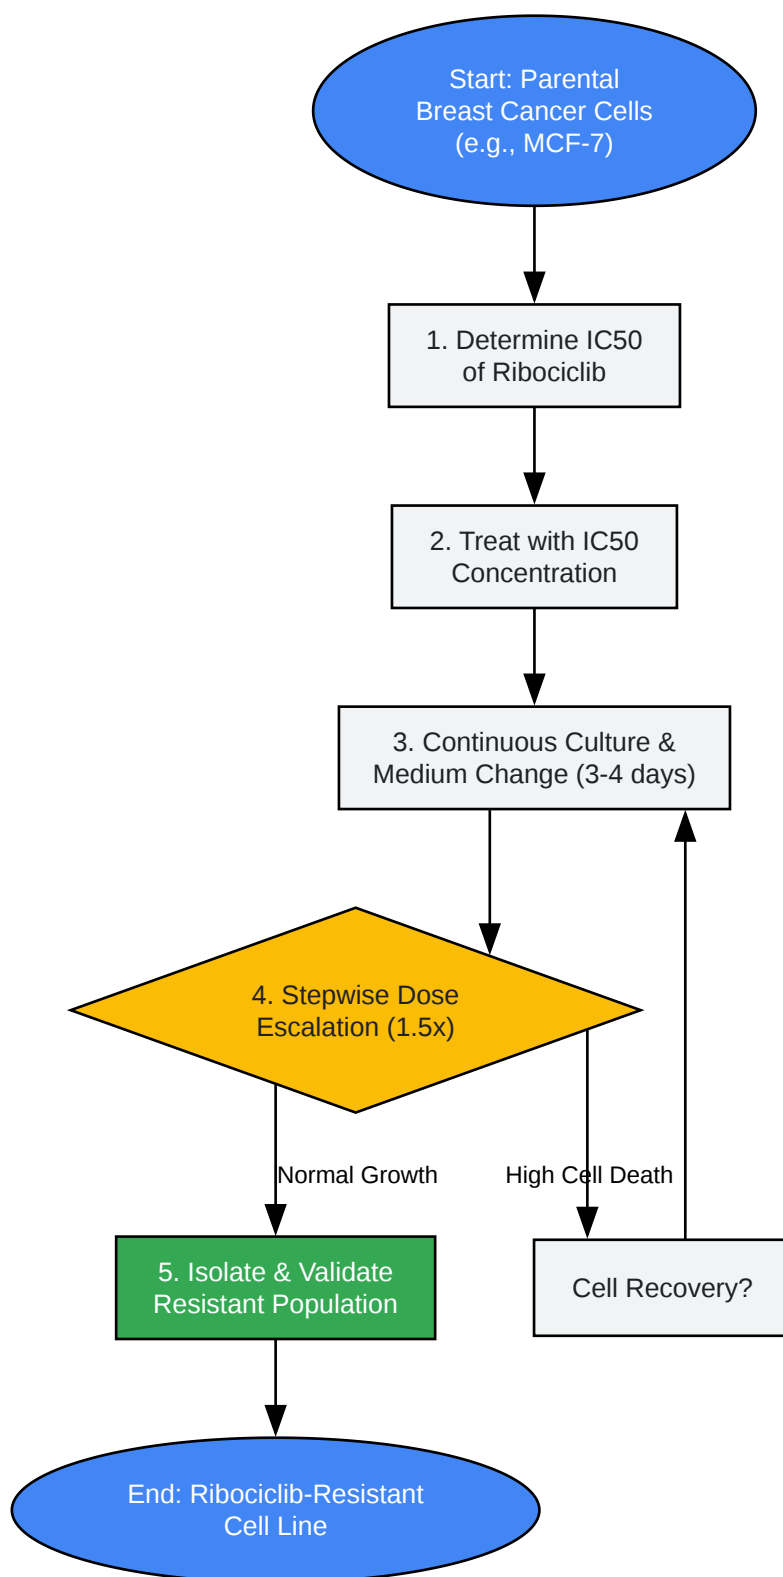 Start: Parental
Breast Cancer Cells
(e.g., MCF-7)
1. Determine IC50
of Ribociclib
2. Treat with IC50
Concentration
3. Continuous Culture &
Medium Change (3-4 days)
4. Stepwise Dose
Escalation (1.5x)
Normal Growth
High Cell Death
5. Isolate & Validate
Resistant Population
Cell Recovery?
End: Ribociclib-Resistant
Cell Line